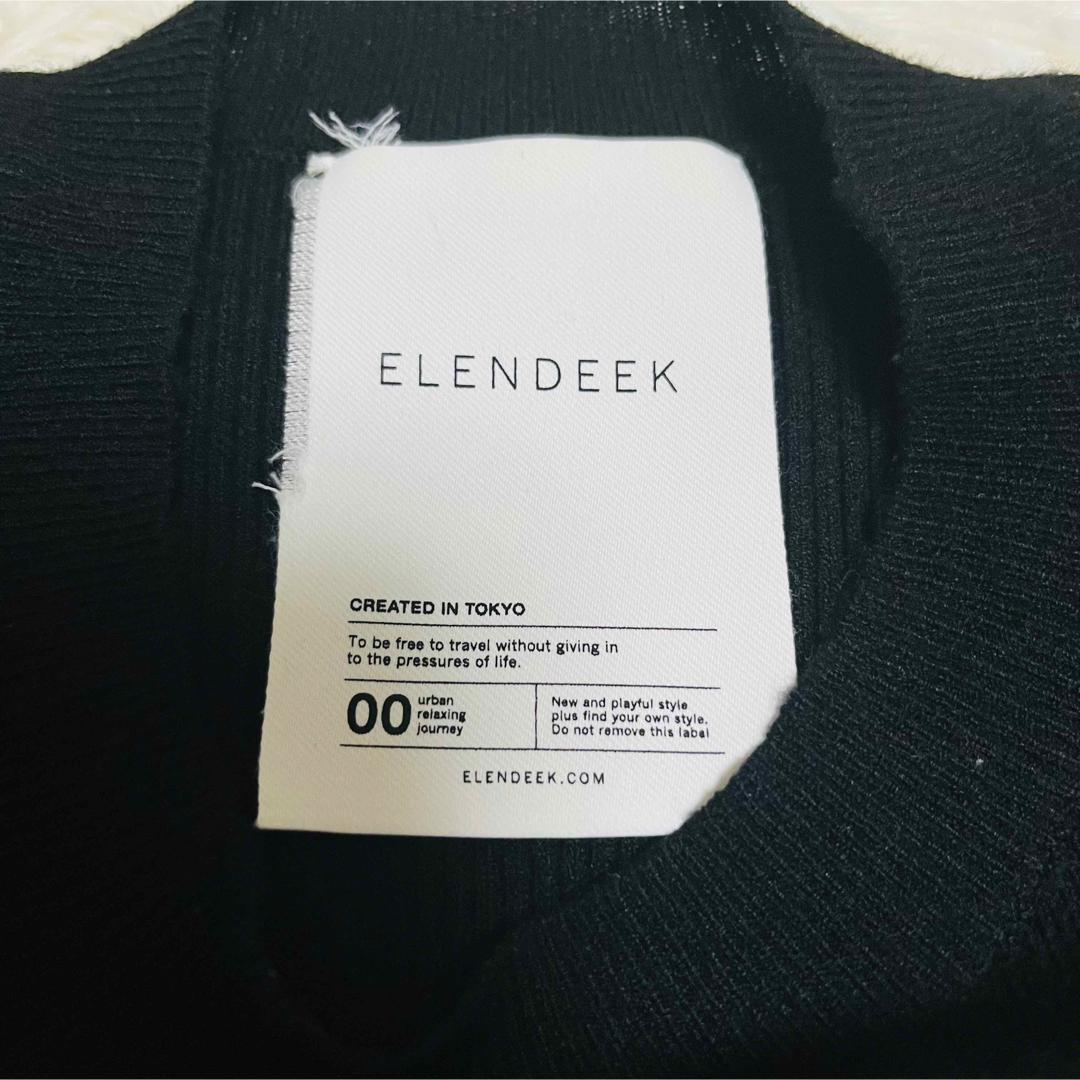 ELENDEEK
CREATED IN TOKYO
To be free to travel without giving in
to the pressures of life.
00
urban
relaxing
journey
New and playful style
plus find your own style.
Do not remove this label
ELENDEEK.COM